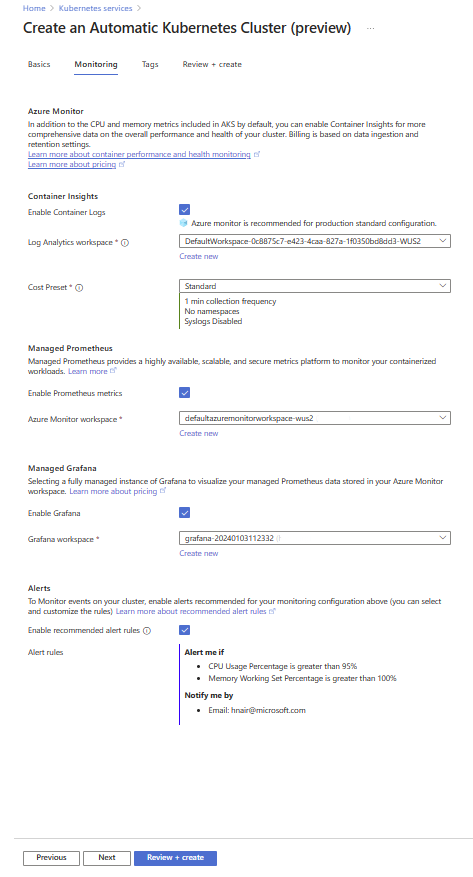 Home > Kubernetes services >
Create an Automatic Kubernetes Cluster (preview) ...
Basics Monitoring Tags Review + create
Azure Monitor
In addition to the CPU and memory metrics included in AKS by default, you can enable Container Insights for more
comprehensive data on the overall performance and health of your cluster. Billing is based on data ingestion and
retention settings.
Learn more about container performance and health monitoring
Learn more about pricing
Container Insights
Enable Container Logs
Azure monitor is recommended for production standard configuration.
Log Analytics workspace * DefaultWorkspace-0c8875c7-e423-4caa-827a-1f0350bd8dd3-WUS2
Create new
Cost Preset * Standard
1 min collection frequency
No namespaces
Syslogs Disabled
Managed Prometheus
Managed Prometheus provides a highly available, scalable, and secure metrics platform to monitor your containerized
workloads. Learn more
Enable Prometheus metrics
Azure Monitor workspace * defaultazuremonitorworkspace-wus2
Create new
Managed Grafana
Selecting a fully managed instance of Grafana to visualize your managed Prometheus data stored in your Azure Monitor
workspace. Learn more about pricing
Enable Grafana
Grafana workspace * grafana-20240103112332
Create new
Alerts
To Monitor events on your cluster, enable alerts recommended for your monitoring configuration above (you can select
and customize the rules) Learn more about recommended alert rules
Enable recommended alert rules
Alert rules Alert me if
• CPU Usage Percentage is greater than 95%
• Memory Working Set Percentage is greater than 100%
Notify me by
• Email: hnair@microsoft.com
Previous Next Review + create